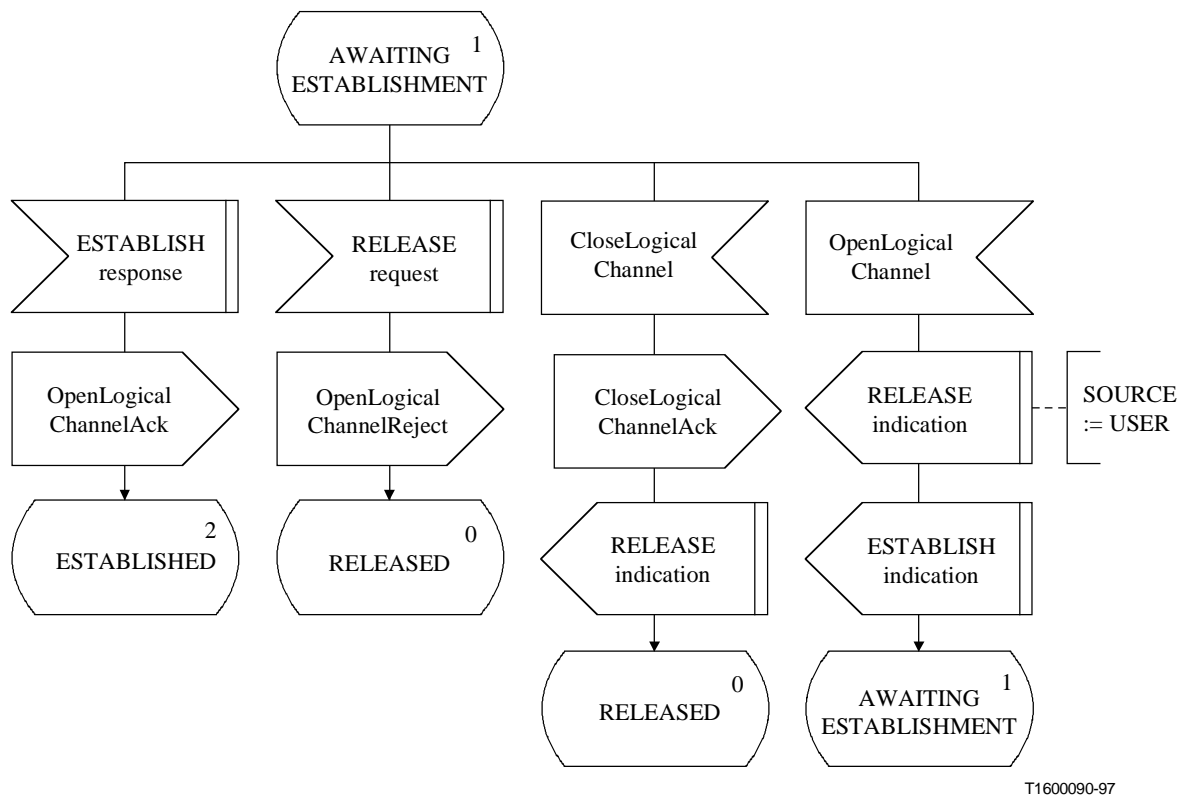 AWAITING
ESTABLISHMENT
1
ESTABLISH
response
RELEASE
request
CloseLogical
Channel
OpenLogical
Channel
OpenLogical
ChannelAck
OpenLogical
ChannelReject
CloseLogical
ChannelAck
RELEASE
indication
SOURCE
:= USER
2
ESTABLISHED
0
RELEASED
RELEASE
indication
ESTABLISH
indication
0
RELEASED
1
AWAITING
ESTABLISHMENT
T1600090-97